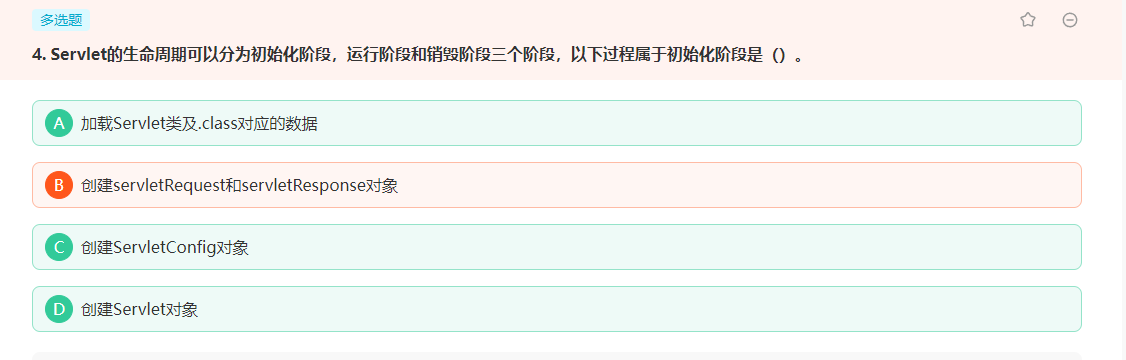 多选题
4. Servlet的生命周期可以分为初始化阶段，运行阶段和销毁阶段三个阶段，以下过程属于初始化阶段是（）。
A 加载Servlet类及.class对应的数据
B 创建servletRequest和servletResponse对象
C 创建ServletConfig对象
D 创建Servlet对象